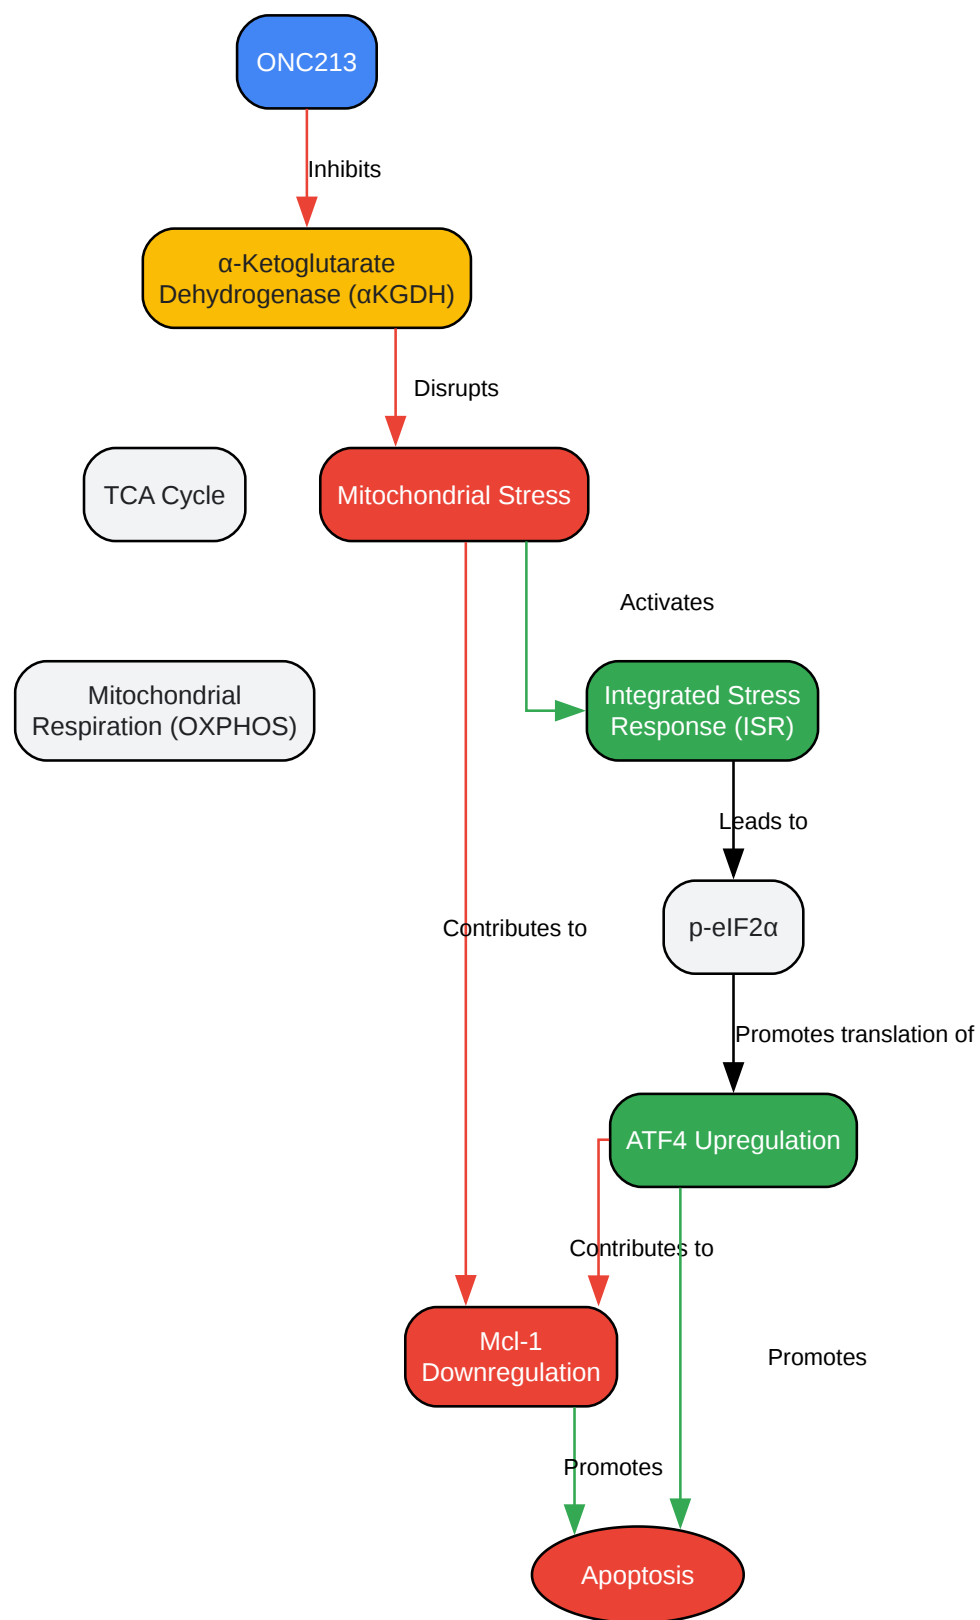 ONC213
Inhibits
α-Ketoglutarate
Dehydrogenase (αKGDH)
Disrupts
TCA Cycle
Mitochondrial Stress
Activates
Mitochondrial
Respiration (OXPHOS)
Integrated Stress
Response (ISR)
Leads to
p-eIF2α
Contributes to
Promotes translation of
ATF4 Upregulation
Contributes to
Mcl-1
Downregulation
Promotes
Promotes
Apoptosis